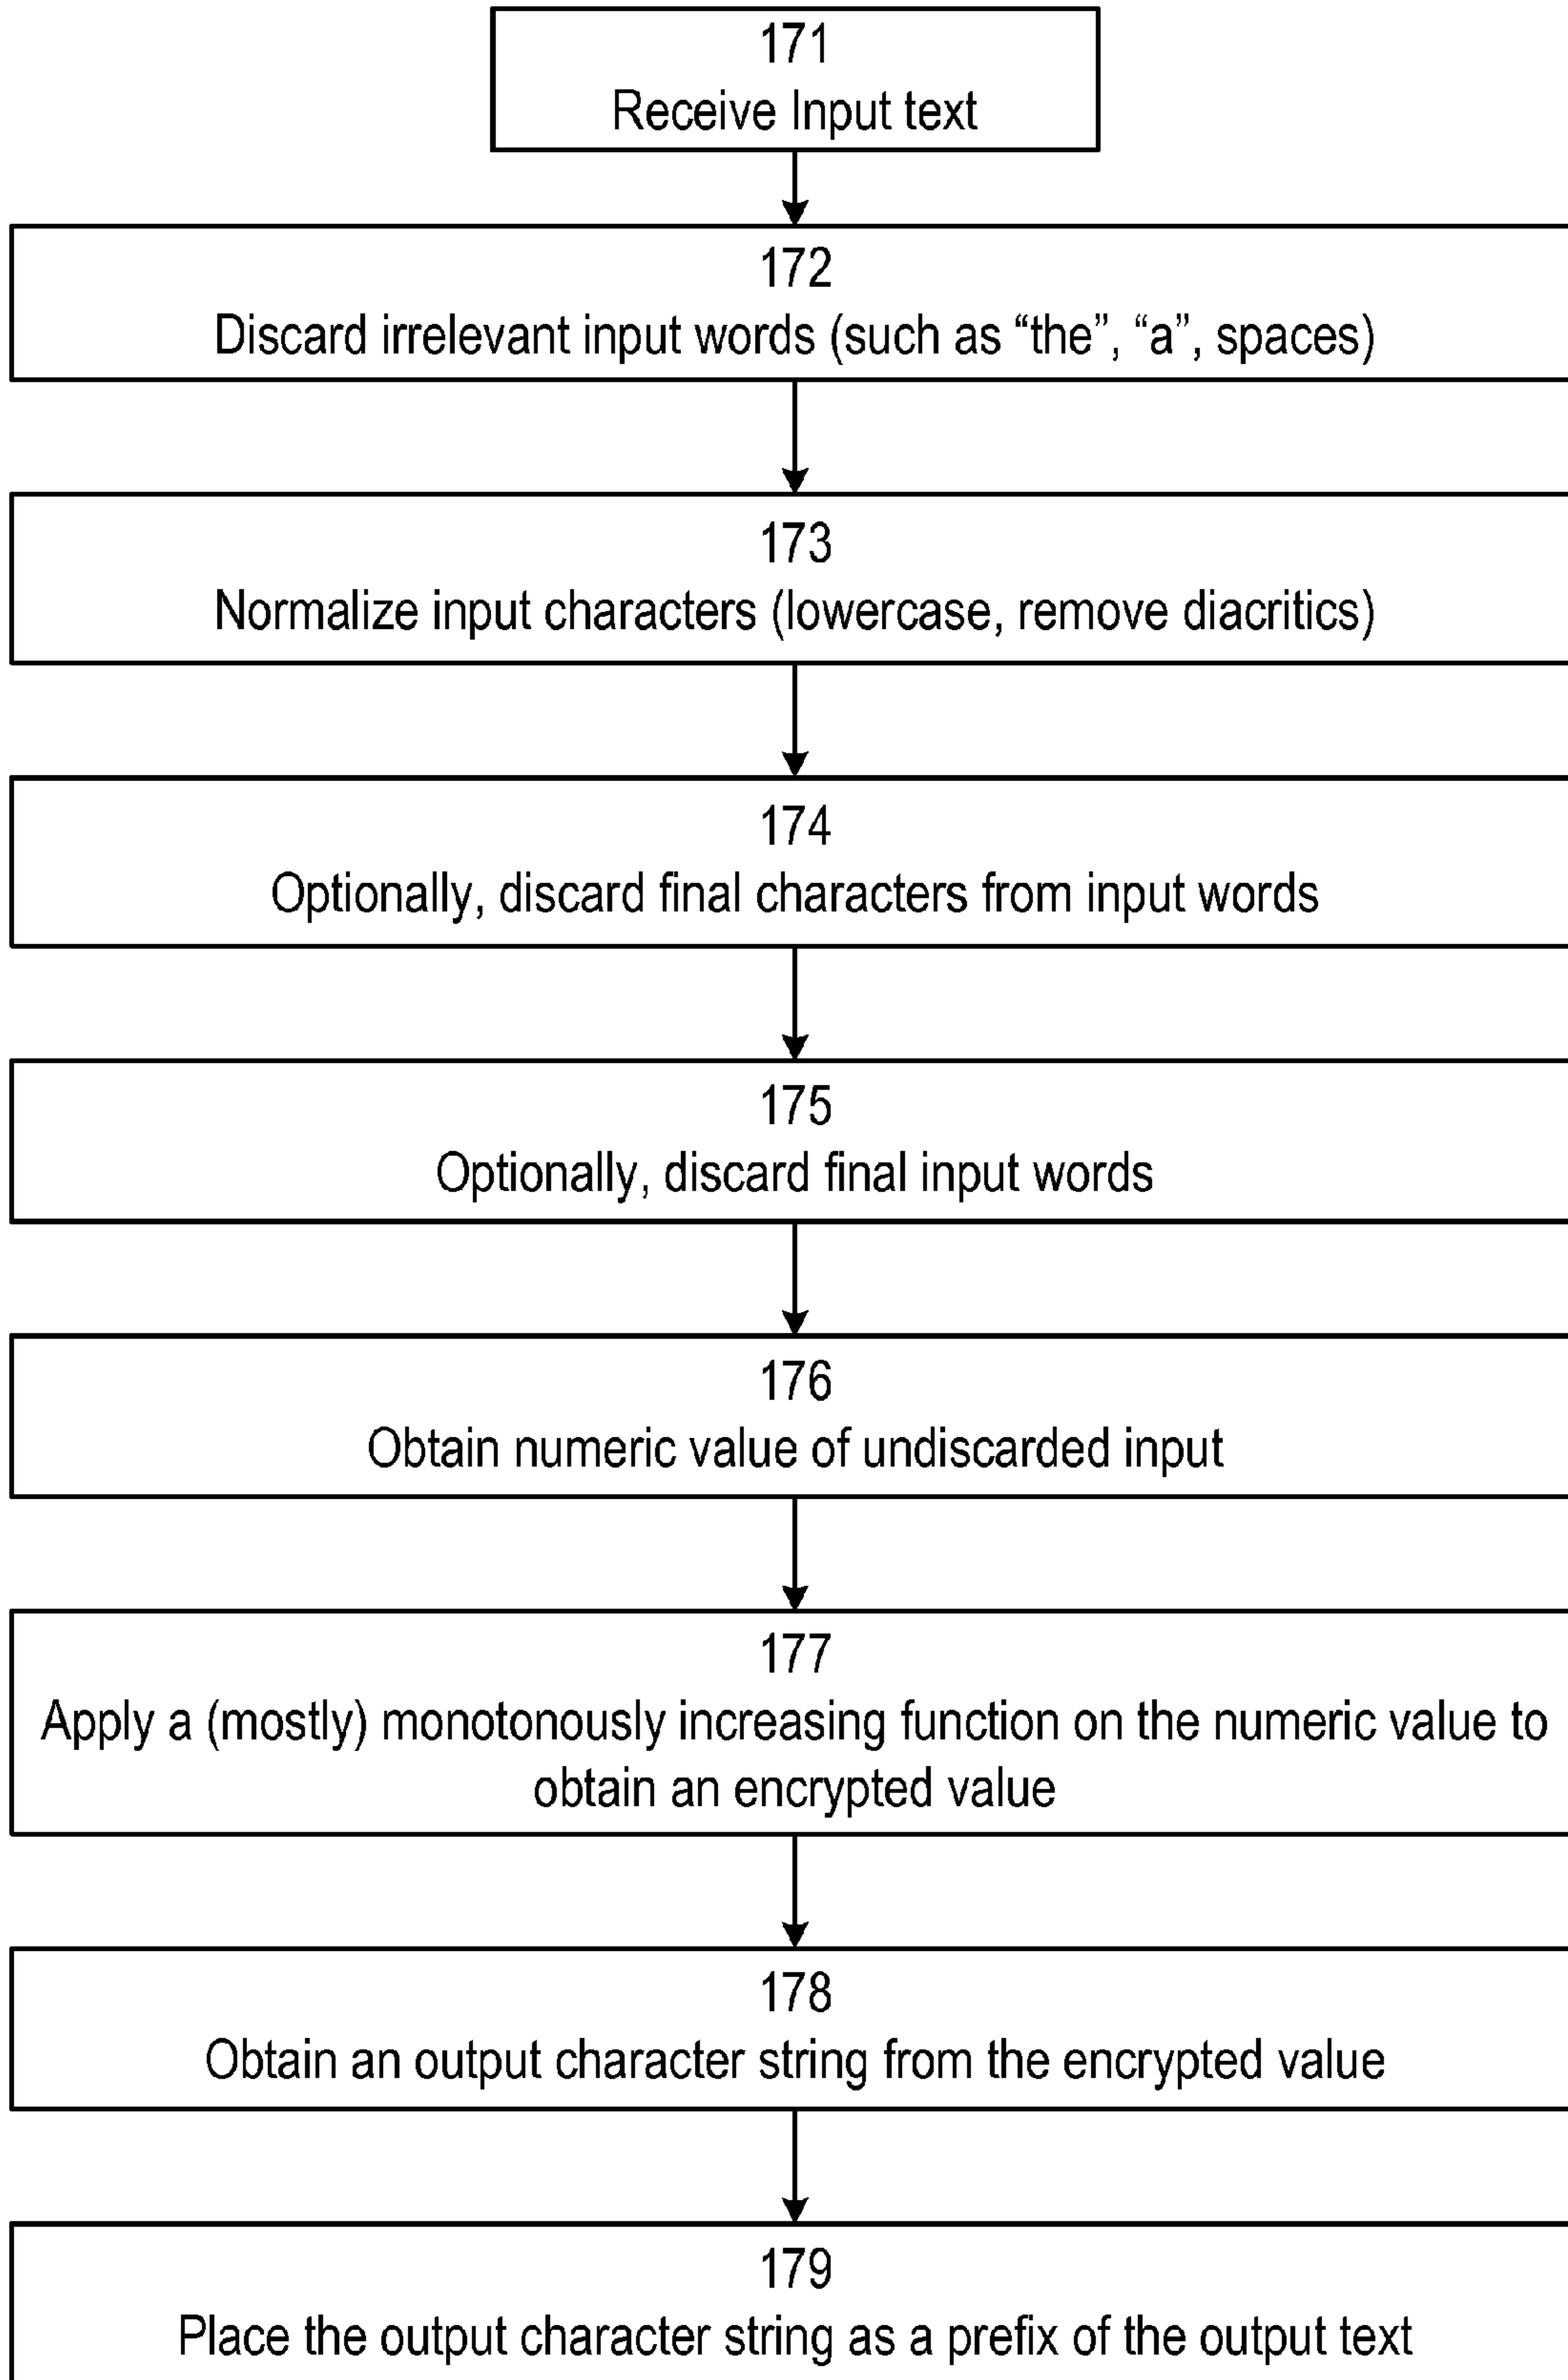 171
Receive Input text
172
Discard irrelevant input words (such as “the”, “a”, spaces)
173
Normalize input characters (lowercase, remove diacritics)
174
Optionally, discard final characters from input words
175
Optionally, discard final input words
176
Obtain numeric value of undiscarded input
177
Apply a (mostly) monotonously increasing function on the numeric value to
obtain an encrypted value
178
Obtain an output character string from the encrypted value
179
Place the output character string as a prefix of the output text